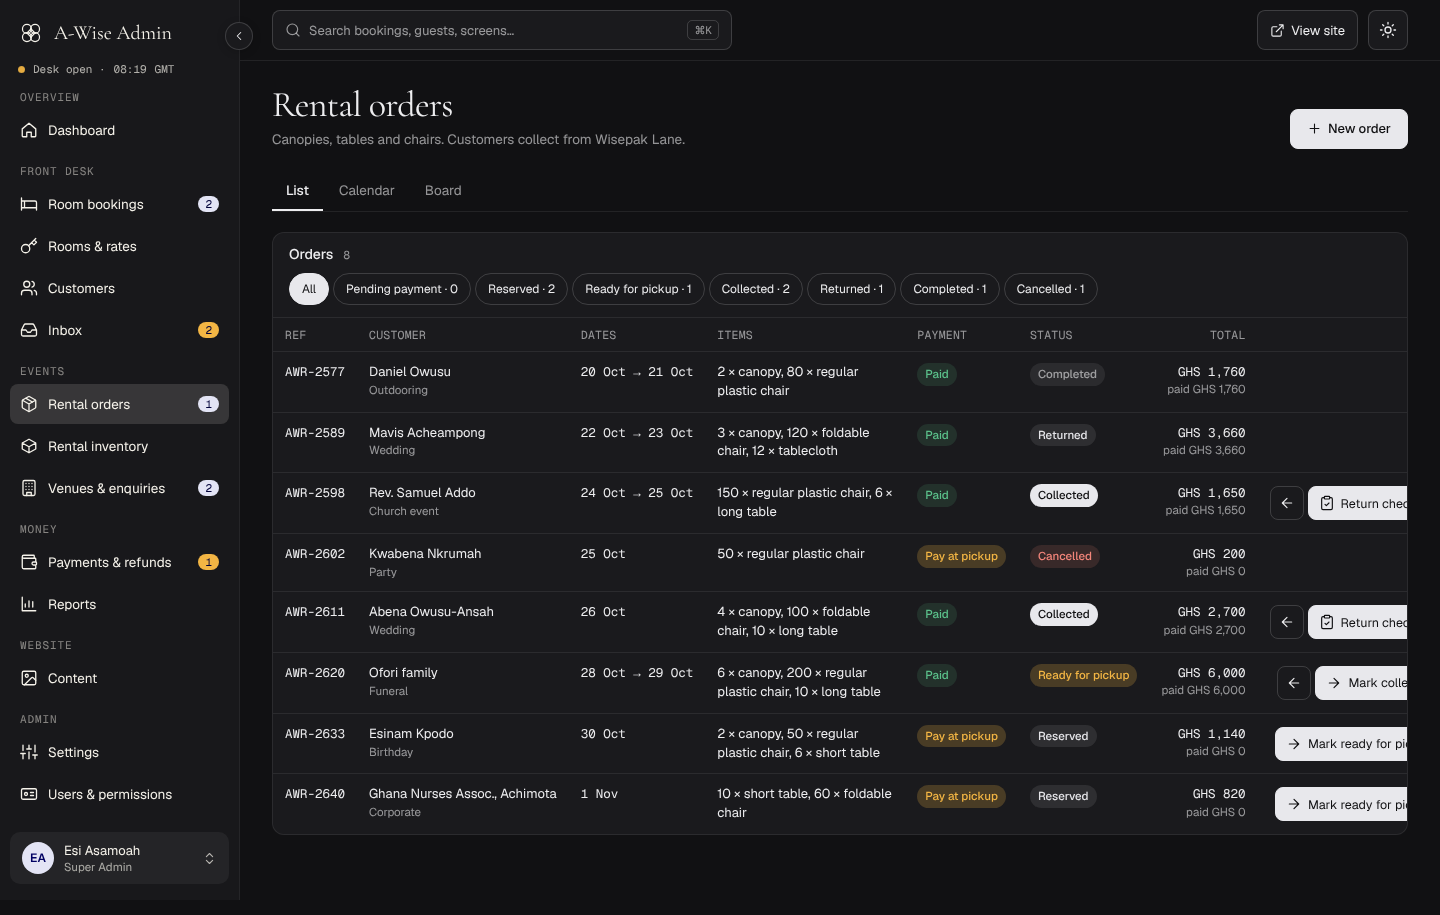 A-Wise Admin
Desk open · 08:19 GMT
OVERVIEW
Dashboard
FRONT DESK
Room bookings 2
Rooms & rates
Customers
Inbox 2
EVENTS
Rental orders 1
Rental inventory
Venues & enquiries 2
MONEY
Payments & refunds 1
Reports
WEBSITE
Content
ADMIN
Settings
Users & permissions
EA
Esi Asamoah
Super Admin
Search bookings, guests, screens... ⌘K
View site
Rental orders
Canopies, tables and chairs. Customers collect from Wisepak Lane.
New order
List Calendar Board
Orders 8
All Pending payment · 0 Reserved · 2 Ready for pickup · 1 Collected · 2 Returned · 1 Completed · 1 Cancelled · 1
REF CUSTOMER DATES ITEMS PAYMENT STATUS TOTAL
AWR-2577 Daniel Owusu 20 Oct → 21 Oct 2 × canopy, 80 × regular Paid Completed GHS 1,760
Outdooring plastic chair paid GHS 1,760
AWR-2589 Mavis Acheampong 22 Oct → 23 Oct 3 × canopy, 120 × foldable Paid Returned GHS 3,660
Wedding chair, 12 × tablecloth paid GHS 3,660
AWR-2598 Rev. Samuel Addo 24 Oct → 25 Oct 150 × regular plastic chair, 6 × Paid Collected GHS 1,650 Return chec
Church event long table paid GHS 1,650
AWR-2602 Kwabena Nkrumah 25 Oct 50 × regular plastic chair Pay at pickup Cancelled GHS 200
Party paid GHS 0
AWR-2611 Abena Owusu-Ansah 26 Oct 4 × canopy, 100 × foldable Paid Collected GHS 2,700 Return chec
Wedding chair, 10 × long table paid GHS 2,700
AWR-2620 Ofori family 28 Oct → 29 Oct 6 × canopy, 200 × regular Paid Ready for pickup GHS 6,000 Mark colle
Funeral plastic chair, 10 × long table paid GHS 6,000
AWR-2633 Esinam Kpodo 30 Oct 2 × canopy, 50 × regular Pay at pickup Reserved GHS 1,140 Mark ready for pi
Birthday plastic chair, 6 × short table paid GHS 0
AWR-2640 Ghana Nurses Assoc., Achimota 1 Nov 10 × short table, 60 × foldable Pay at pickup Reserved GHS 820 Mark ready for pi
Corporate chair paid GHS 0